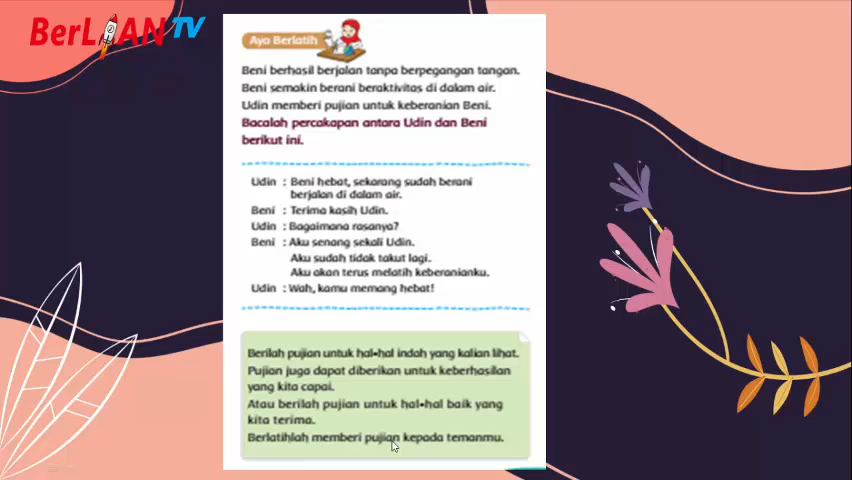 BerLIAN TV
Ayo Berlatih
Beni berhasil berjalan tanpa berpegangan tangan.
Beni semakin berani beraktivitas di dalam air.
Udin memberi pujian untuk keberanian Beni.
Bacalah percakapan antara Udin dan Beni
berikut ini.
Udin : Beni hebat, sekarang sudah berani
berjalan di dalam air.
Beni : Terima kasih Udin.
Udin : Bagaimana rasanya?
Beni : Aku senang sekali Udin.
Aku sudah tidak takut lagi.
Aku akan terus melatih keberanianku.
Udin : Wah, kamu memang hebat!
Berilah pujian untuk hal-hal indah yang kalian lihat.
Pujian juga dapat diberikan untuk keberhasilan
yang kita capai.
Atau berilah pujian untuk hal-hal baik yang
kita terima.
Berlatihlah memberi pujian kepada temanmu.